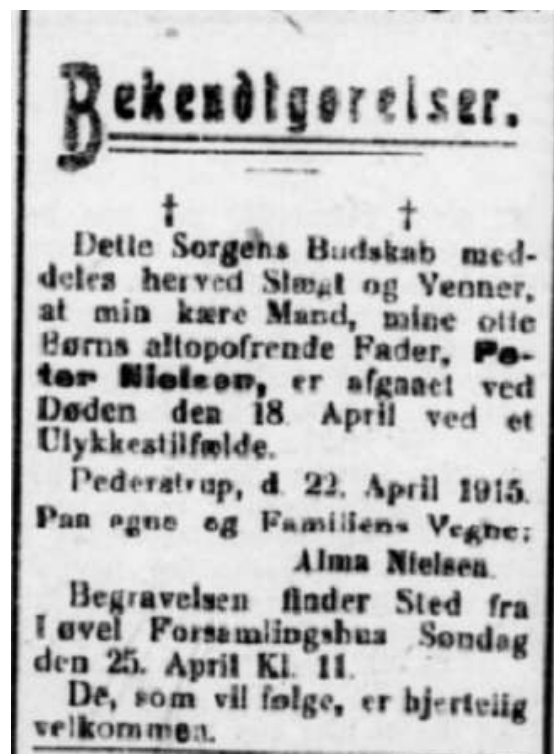 Bekendtgørelser.
† †
Dette Sorgens Budskab med-
deles herved Slægt og Venner,
at min kære Mand, mine otte
Børns altopofrende Fader, Pe-
ter Nielsen, er afgaaet ved
Døden den 18. April ved et
Ulykkestilfælde.
Pederstrup, d. 22. April 1915.
Paa egne og Familiens Vegne:
Alma Nielsen.
Begravelsen finder Sted fra
Tøvel Forsamlingshus Søndag
den 25. April Kl. 11.
De, som vil følge, er hjertelig
velkommen.